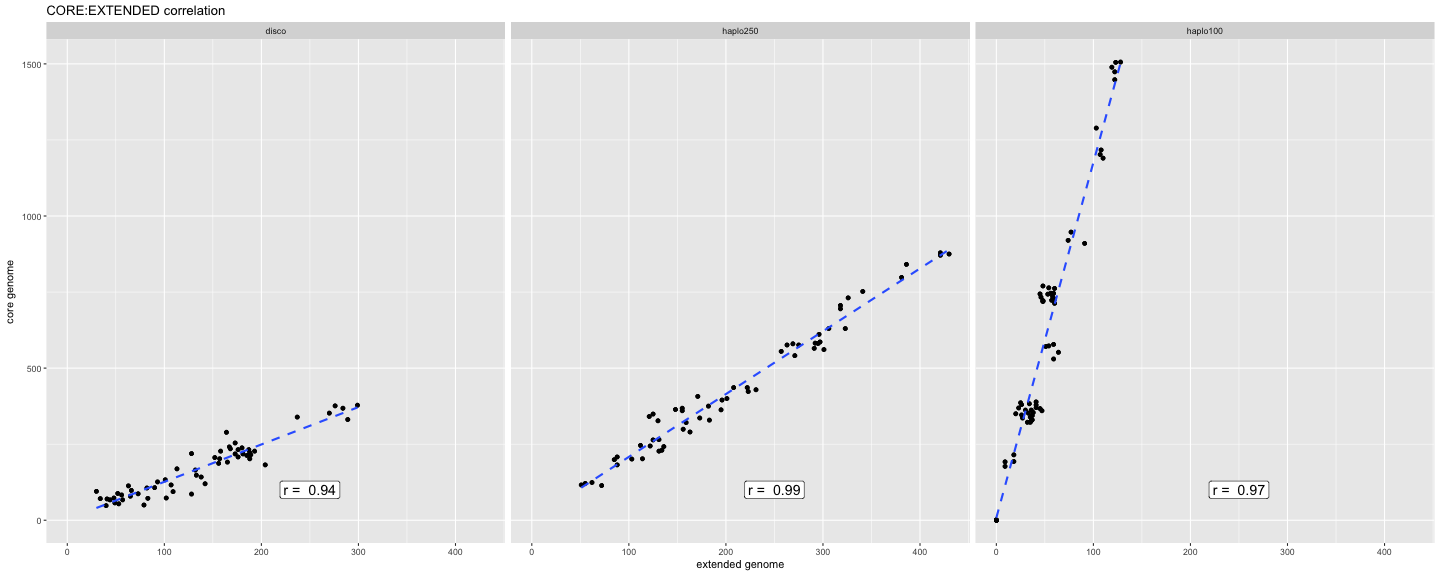 CORE:EXTENDED correlation
disco
haplo250
haplo100
1500
1000
500
0
core genome
r = 0.94
r = 0.99
r = 0.97
0 100 200 300 400
0 100 200 300 400
0 100 200 300 400
extended genome